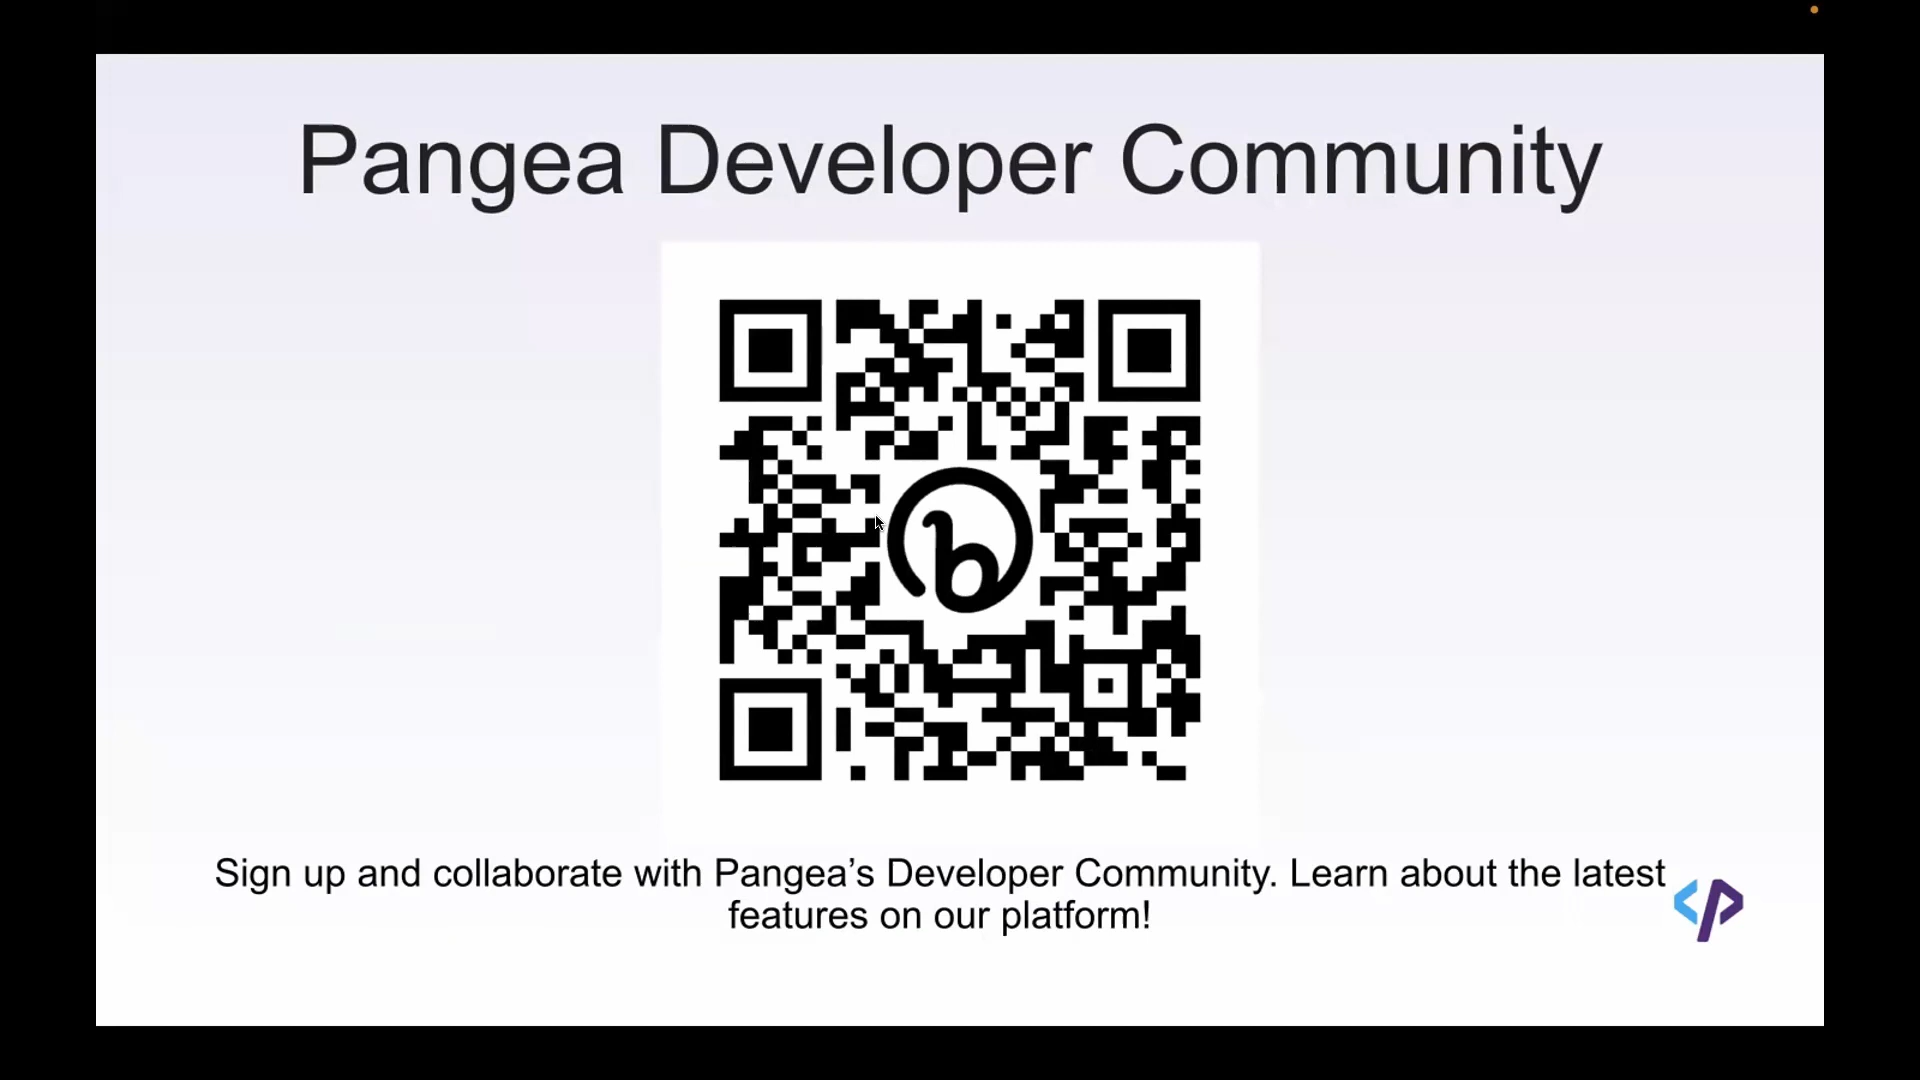 Pangea Developer Community
Sign up and collaborate with Pangea’s Developer Community. Learn about the latest
features on our platform!